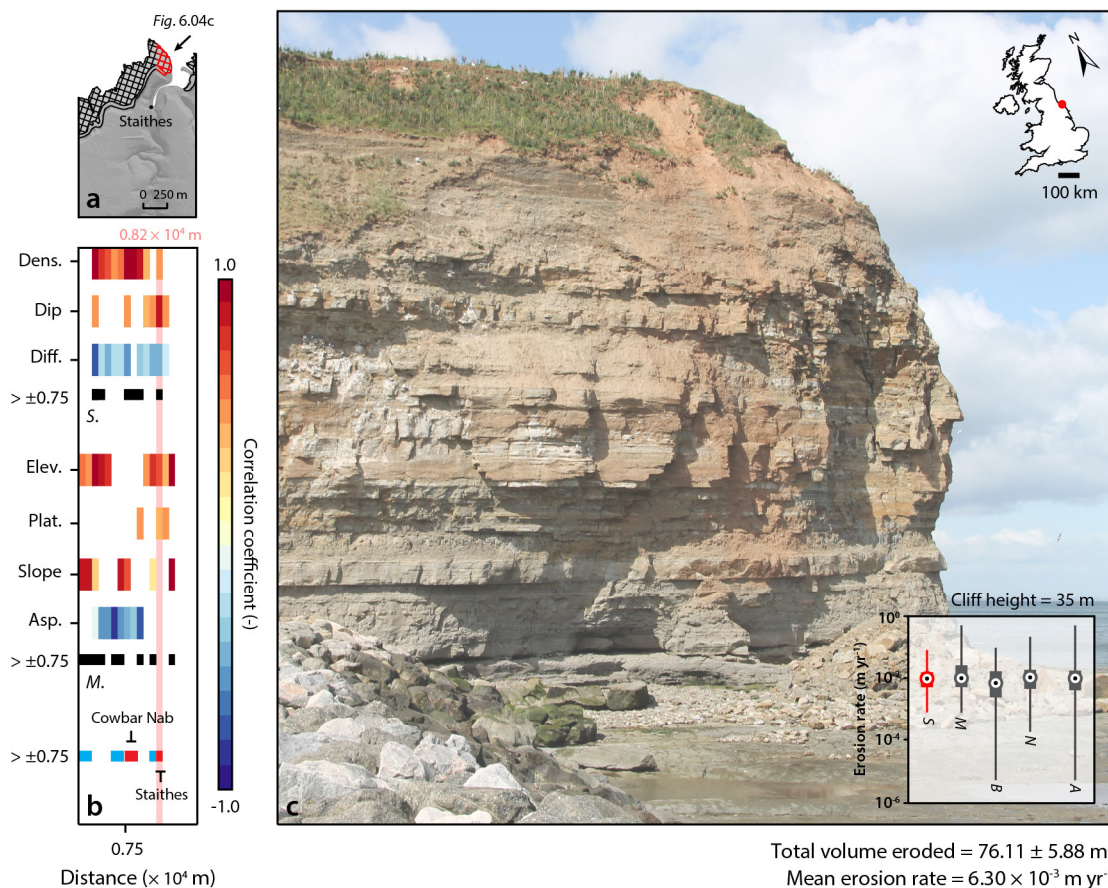 Fig. 6.04c
Staithes
0 250 m
a
0.82 × 10⁴ m
Dens.
Dip
Diff.
> ±0.75
S.
Elev.
Plat.
Slope
Asp.
> ±0.75
M.
Cowbar Nab
> ±0.75
Staithes
b
0.75
Distance (× 10⁴ m)
1.0
Correlation coefficient (-)
-1.0
N
100 km
c
Cliff height = 35 m
Erosion rate (m yr⁻¹)
10⁰
10⁻²
10⁻⁴
10⁻⁶
S
M
B
N
A
Total volume eroded = 76.11 ± 5.88 m
Mean erosion rate = 6.30 × 10⁻³ m yr⁻